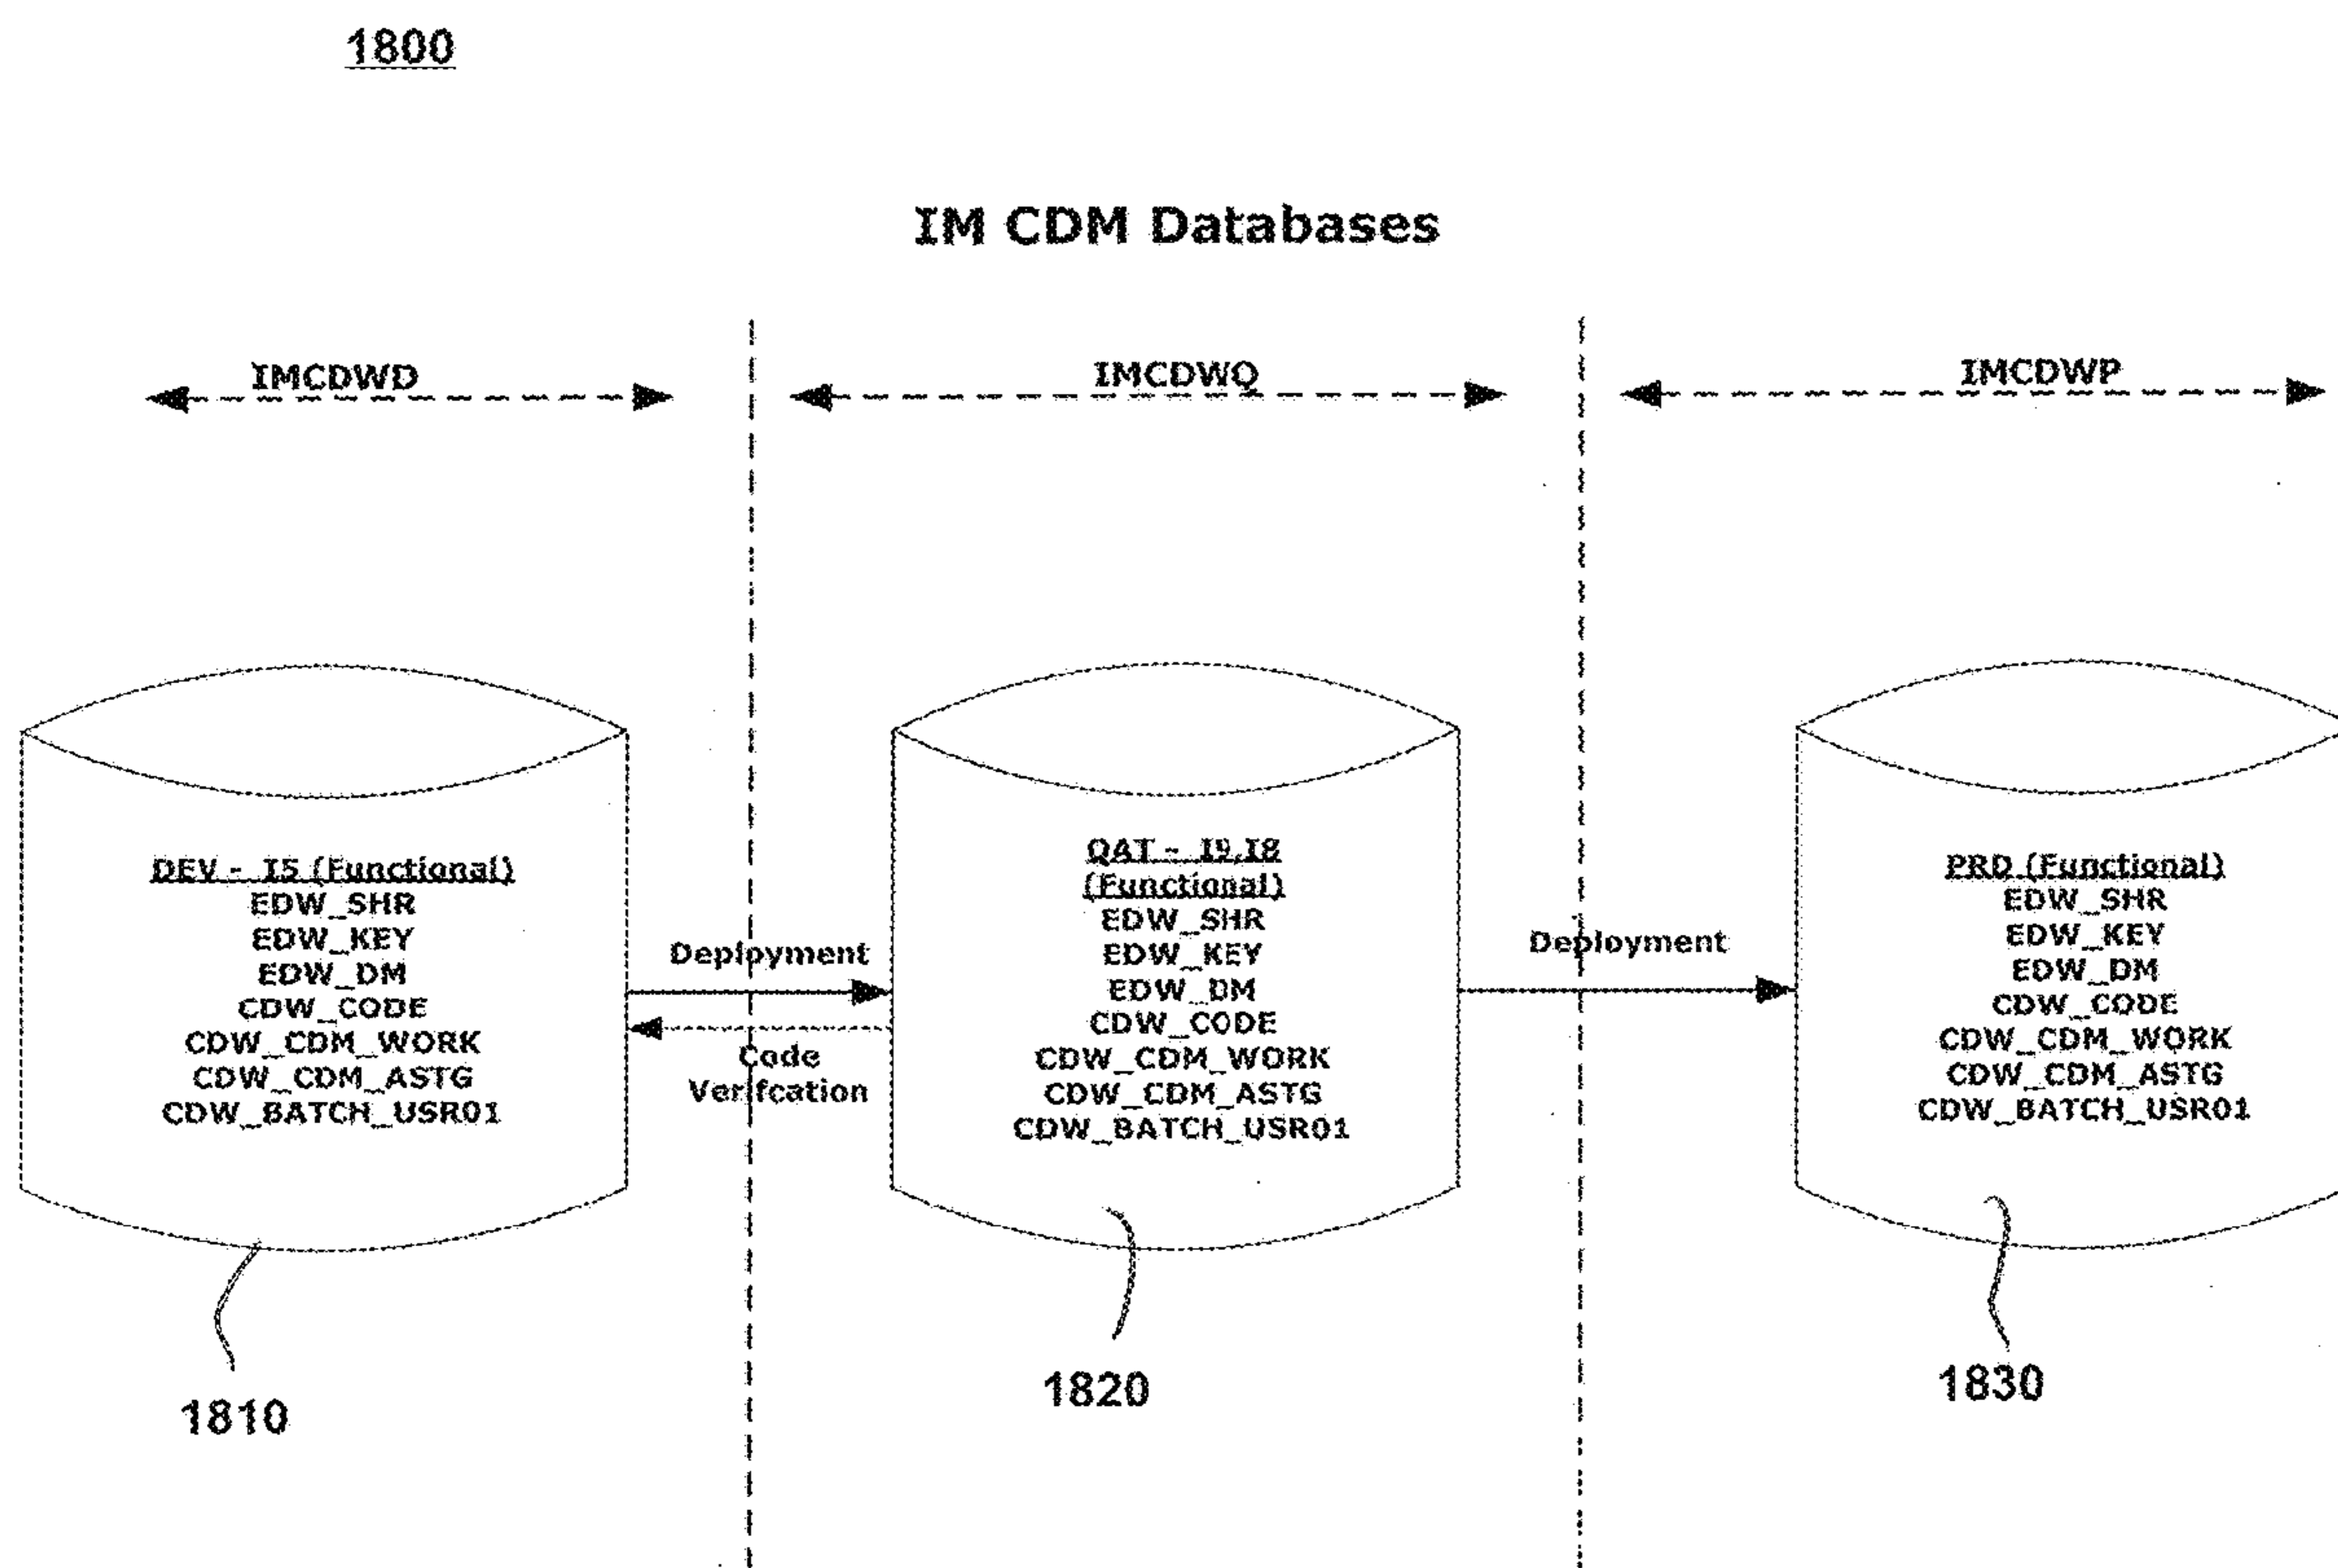 1800
IM CDM Databases
IMCDWD
IMCDWQ
IMCDWP
DEV - I5 (Functional)
EDW_SHR
EDW_KEY
EDW_DM
CDW_CODE
CDW_CDM_WORK
CDW_CDM_ASTG
CDW_BATCH_USR01
Deployment
Code
Verifcation
QAT - I9,I8
(Functional)
EDW_SHR
EDW_KEY
EDW_DM
CDW_CODE
CDW_CDM_WORK
CDW_CDM_ASTG
CDW_BATCH_USR01
Deployment
PRD (Functional)
EDW_SHR
EDW_KEY
EDW_DM
CDW_CODE
CDW_CDM_WORK
CDW_CDM_ASTG
CDW_BATCH_USR01
1810
1820
1830